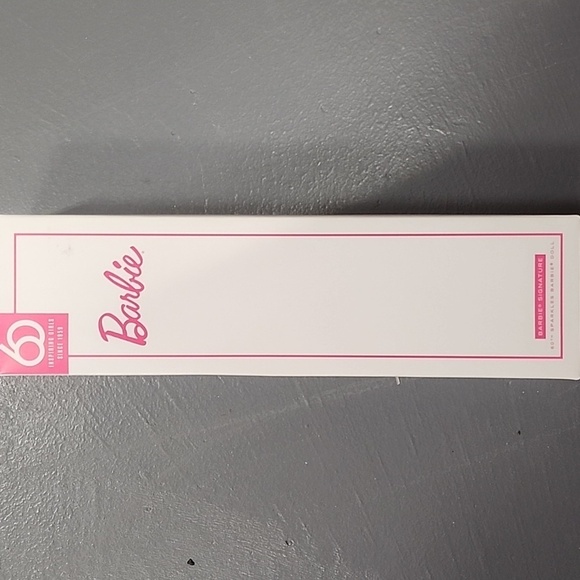 60
INSPIRING GIRLS
SINCE 1959
Barbie
BARBIE® SIGNATURE
60TH SPARKLES BARBIE® DOLL